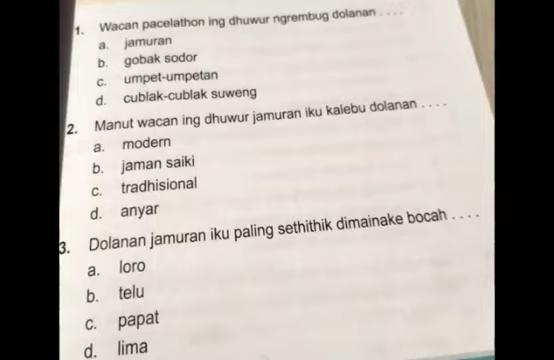 1. Wacan pacelathon ing dhuwur ngrembug dolanan . . . .
a. jamuran
b. gobak sodor
c. umpet-umpetan
d. cublak-cublak suweng
2. Manut wacan ing dhuwur jamuran iku kalebu dolanan . . . .
a. modern
b. jaman saiki
c. tradhisional
d. anyar
3. Dolanan jamuran iku paling sethithik dimainake bocah . . . .
a. loro
b. telu
c. papat
d. lima